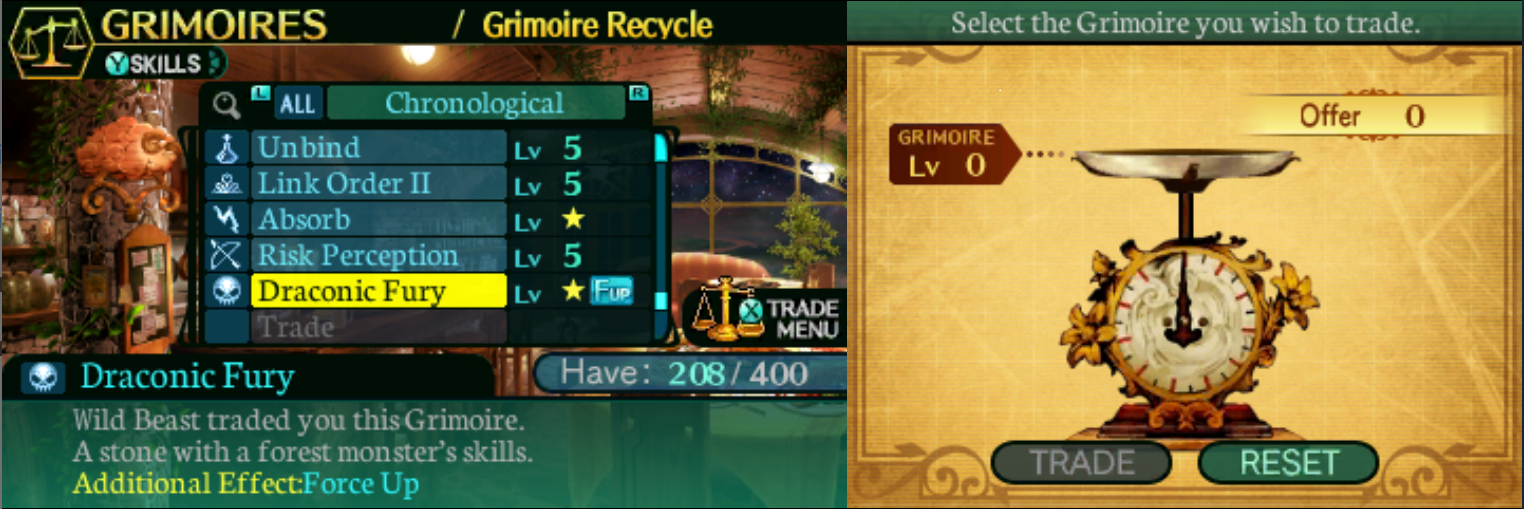 GRIMOIRES / Grimoire Recycle
Y SKILLS
L ALL Chronological R
Unbind Lv 5
Link Order II Lv 5
Absorb Lv ★
Risk Perception Lv 5
Draconic Fury Lv ★ FUP
Trade
X TRADE
MENU
Draconic Fury
Have: 208/400
Wild Beast traded you this Grimoire.
A stone with a forest monster's skills.
Additional Effect:Force Up
Select the Grimoire you wish to trade.
Offer 0
GRIMOIRE
Lv 0
TRADE RESET